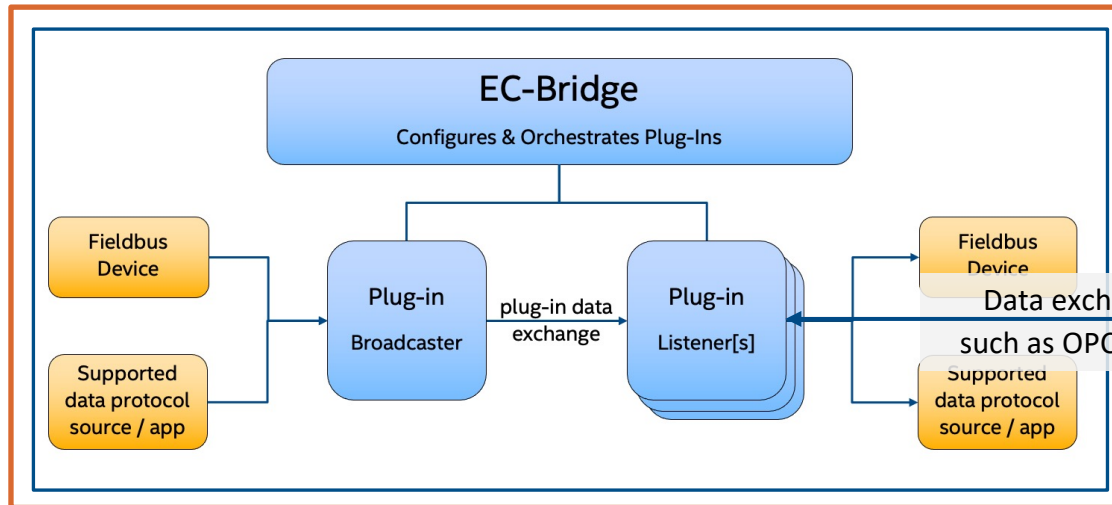 EC-Bridge
Configures & Orchestrates Plug-Ins
Fieldbus
Device
Supported
data protocol
source / app
Plug-in
Broadcaster
plug-in data
exchange
Plug-in
Listener[s]
Fieldbus
Device
Data exch
such as OPC
Supported
data protocol
source / app